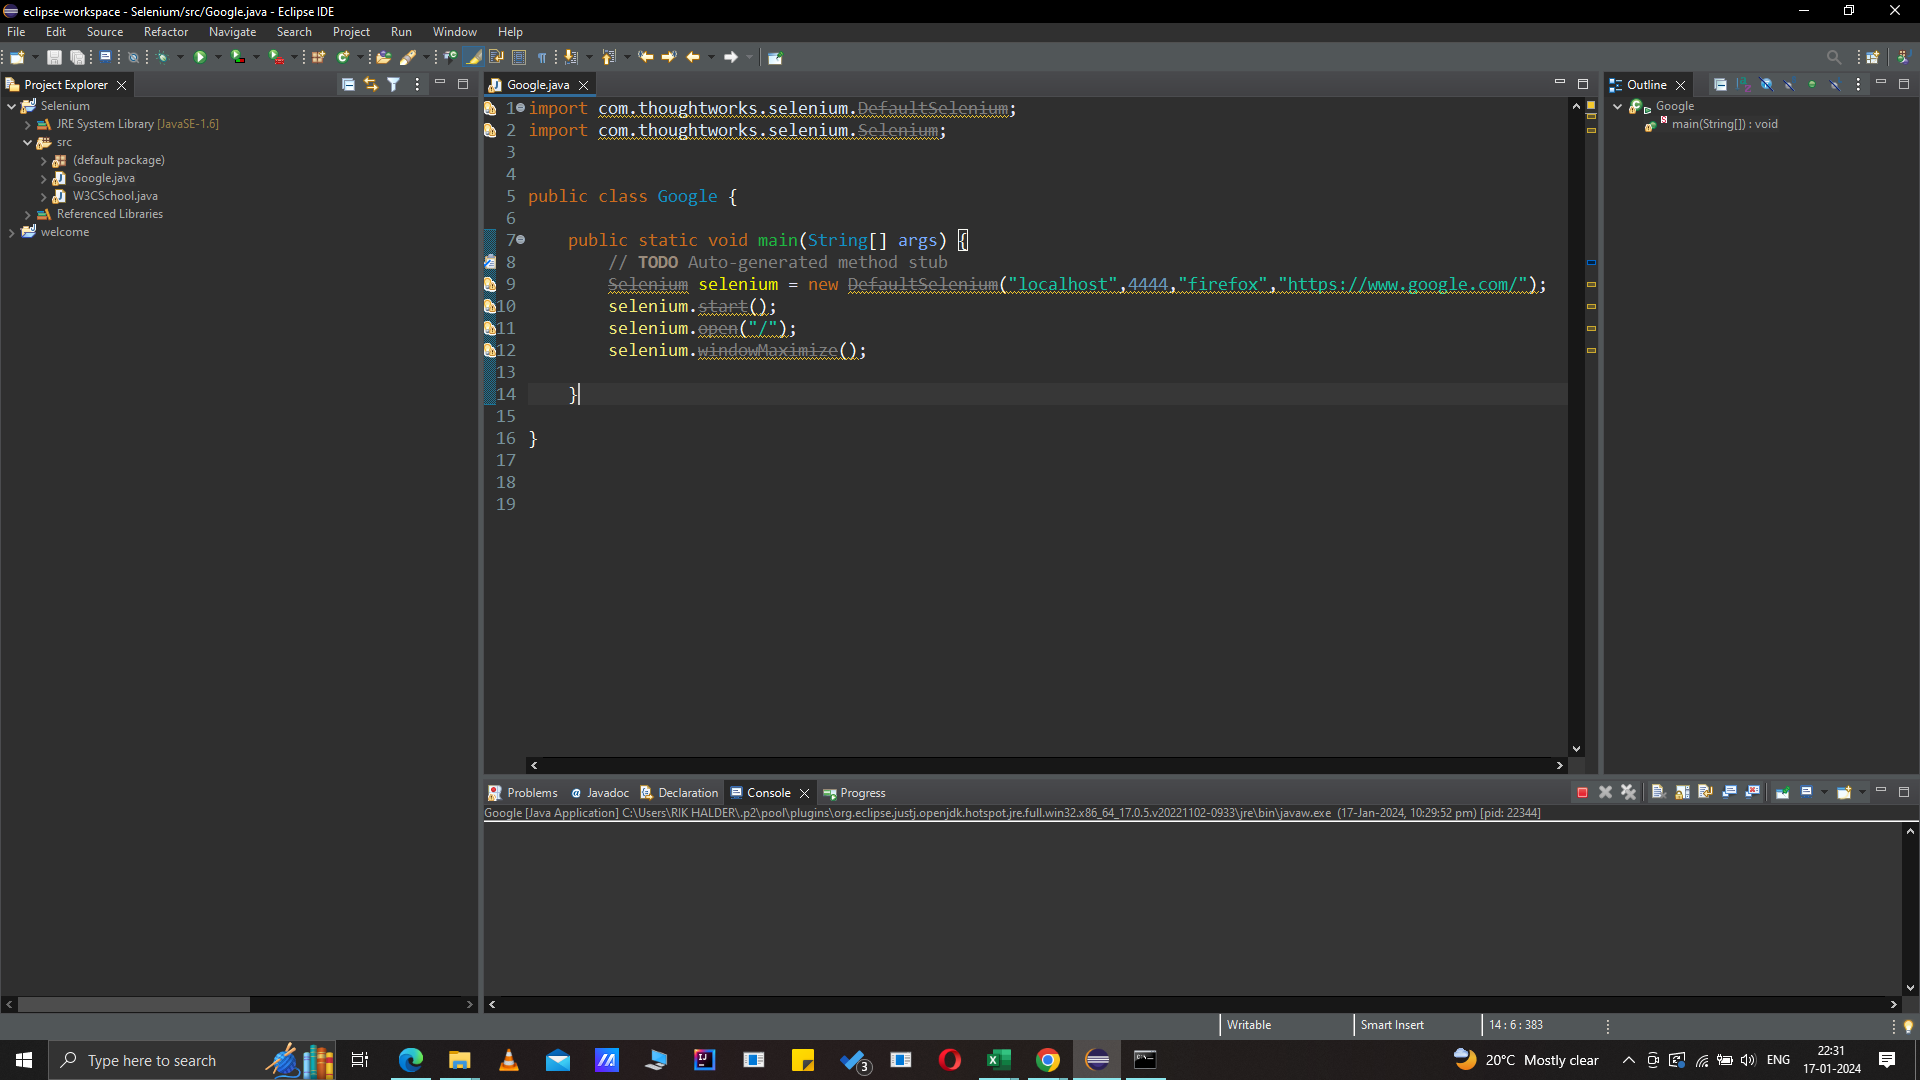 eclipse-workspace - Selenium/src/Google.java - Eclipse IDE
File Edit Source Refactor Navigate Search Project Run Window Help
Project Explorer
Selenium
JRE System Library [JavaSE-1.6]
src
(default package)
Google.java
W3CSchool.java
Referenced Libraries
welcome
Google.java
1 import com.thoughtworks.selenium.DefaultSelenium;
2 import com.thoughtworks.selenium.Selenium;
3
4
5 public class Google {
6
7 public static void main(String[] args) {
8 // TODO Auto-generated method stub
9 Selenium selenium = new DefaultSelenium("localhost",4444,"firefox","https://www.google.com/");
10 selenium.start();
11 selenium.open("/");
12 selenium.windowMaximize();
13
14 }
15
16 }
17
18
19
Outline
Google
main(String[]) : void
Problems Javadoc Declaration Console Progress
Google [Java Application] C:\Users\RIK HALDER\.p2\pool\plugins\org.eclipse.justj.openjdk.hotspot.jre.full.win32.x86_64_17.0.5.v20221102-0933\jre\bin\javaw.exe (17-Jan-2024, 10:29:52 pm) [pid: 22344]
Writable Smart Insert 14 : 6 : 383
Type here to search
3
20°C Mostly clear
ENG
22:31
17-01-2024